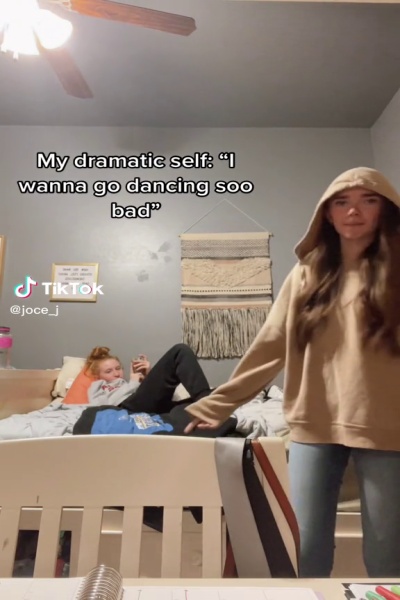 My dramatic self: “I
wanna go dancing soo
bad”
TikTok
@joce_j